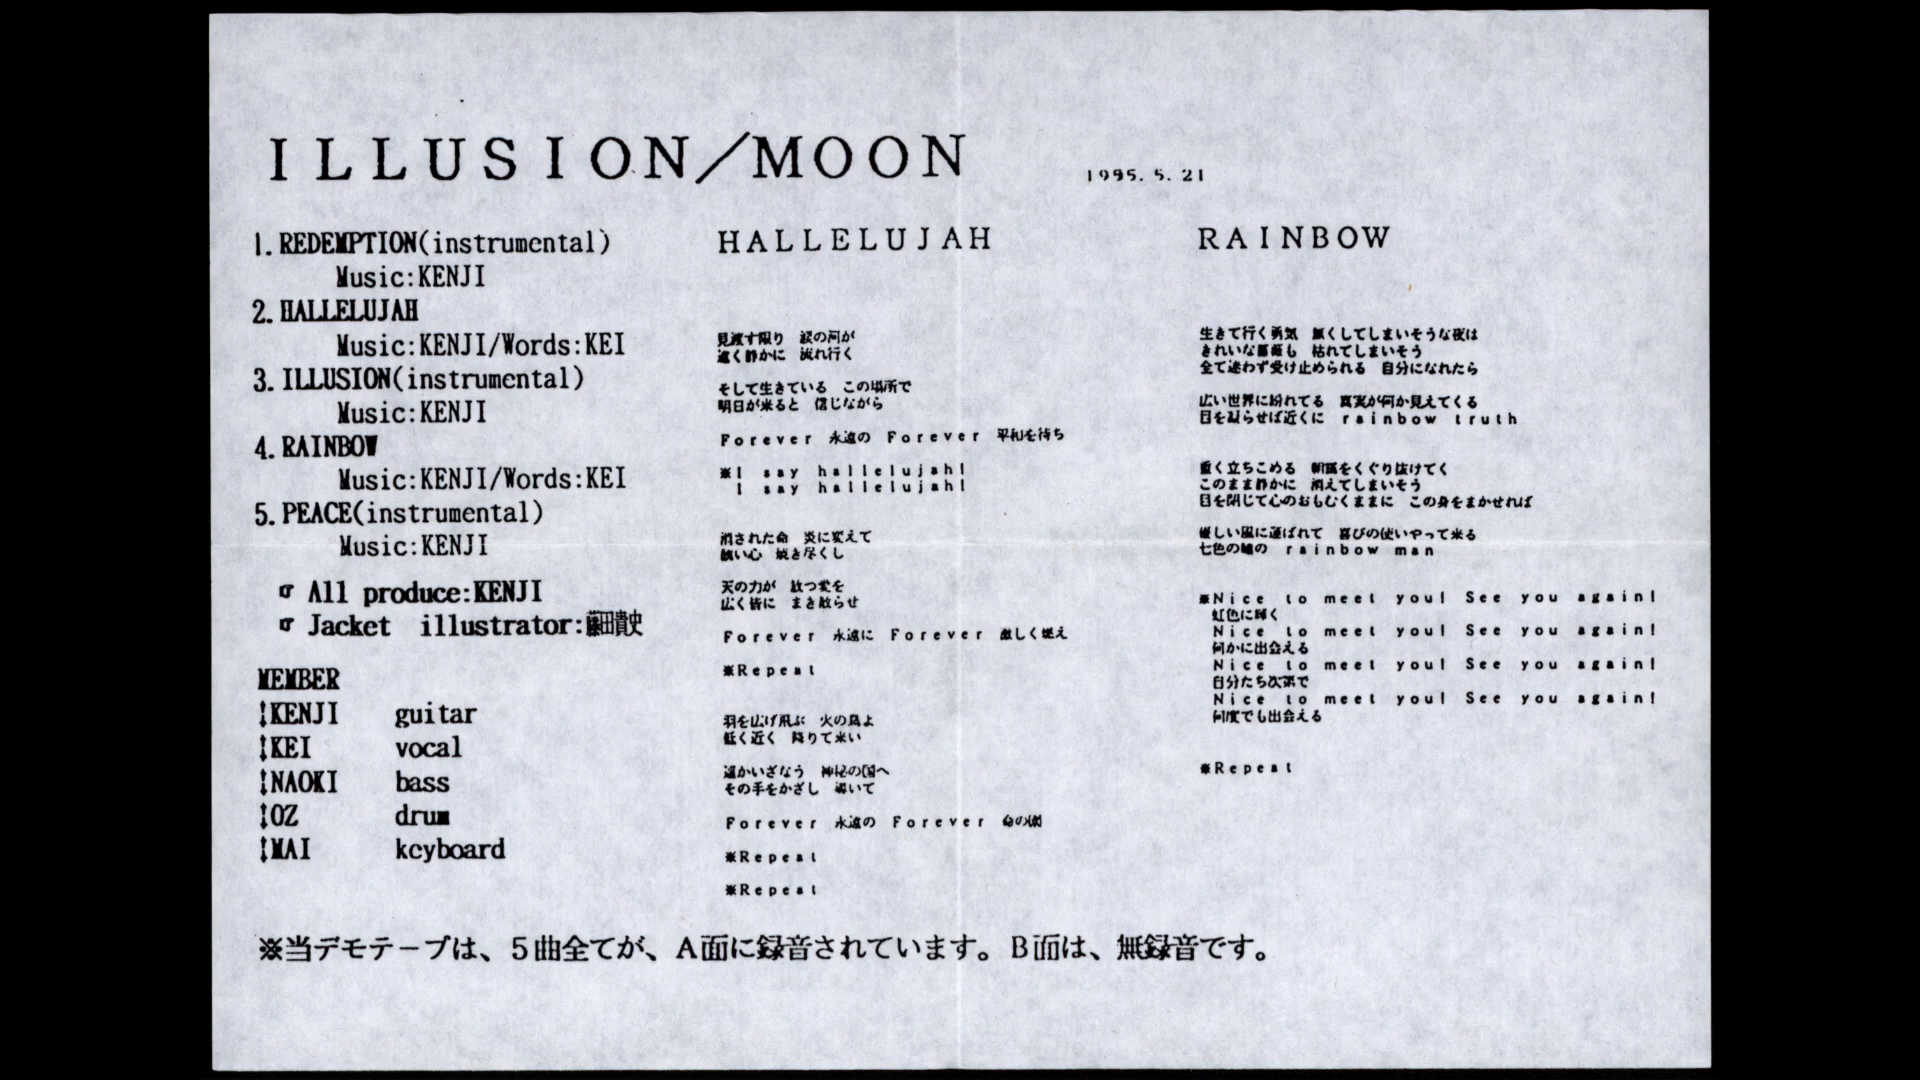 ILLUSION／MOON
1995. 5. 21
1. REDEMPTION(instrumental)
Music:KENJI
2. HALLELUJAH
Music:KENJI/Words:KEI
3. ILLUSION(instrumental)
Music:KENJI
4. RAINBOW
Music:KENJI/Words:KEI
5. PEACE(instrumental)
Music:KENJI
☞ All produce:KENJI
☞ Jacket illustrator:藤田貴史
MEMBER
KENJI guitar
KEI vocal
NAOKI bass
OZ drum
MAI keyboard
HALLELUJAH
見渡す限り 涙の河が
遠く静かに 流れ行く
そして生きている この場所で
明日が来ると 信じながら
Forever 永遠の Forever 平和を待ち
※I say hallelujah!
I say hallelujah!
消された命 炎に変えて
醜い心 焼き尽くし
天の力が 放つ愛を
広く皆に まき散らせ
Forever 永遠に Forever 激しく燃え
※Repeat
羽を広げ飛ぶ 火の鳥よ
低く近く 降りて来い
遥かいざなう 神秘の国へ
その手をかざし 導いて
Forever 永遠の Forever 命の
※Repeat
※Repeat
RAINBOW
生きて行く勇気 無くしてしまいそうな夜は
きれいな薔薇も 枯れてしまいそう
全て迷わず受け止められる 自分になれたら
広い世界に紛れてる 真実が何か見えてくる
目を凝らせば近くに rainbow truth
重く立ちこめる 朝靄をくぐり抜けてく
このまま静かに 消えてしまいそう
目を閉じて心のおもむくままに この身をまかせれば
優しい風に運ばれて 喜びの使いやって来る
七色の瞳の rainbow man
※Nice to meet you! See you again!
虹色に輝く
Nice to meet you! See you again!
何かに出会える
Nice to meet you! See you again!
自分たち次第で
Nice to meet you! See you again!
何度でも出会える
※Repeat
※当デモテープは、５曲全てが、Ａ面に録音されています。Ｂ面は、無録音です。